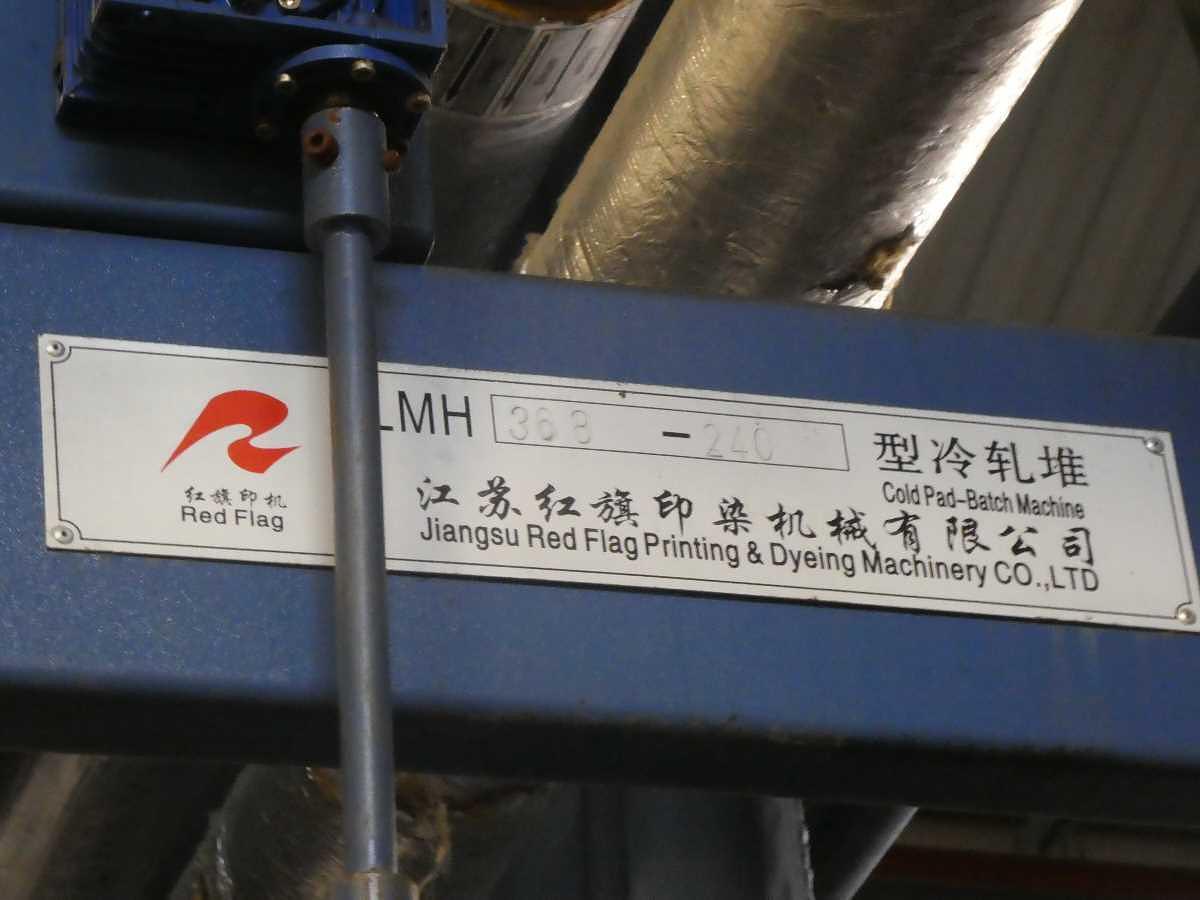 红旗印机
Red Flag
LMH 368 - 240 型冷轧堆
Cold Pad-Batch Machine
江苏红旗印染机械有限公司
Jiangsu Red Flag Printing & Dyeing Machinery CO.,LTD